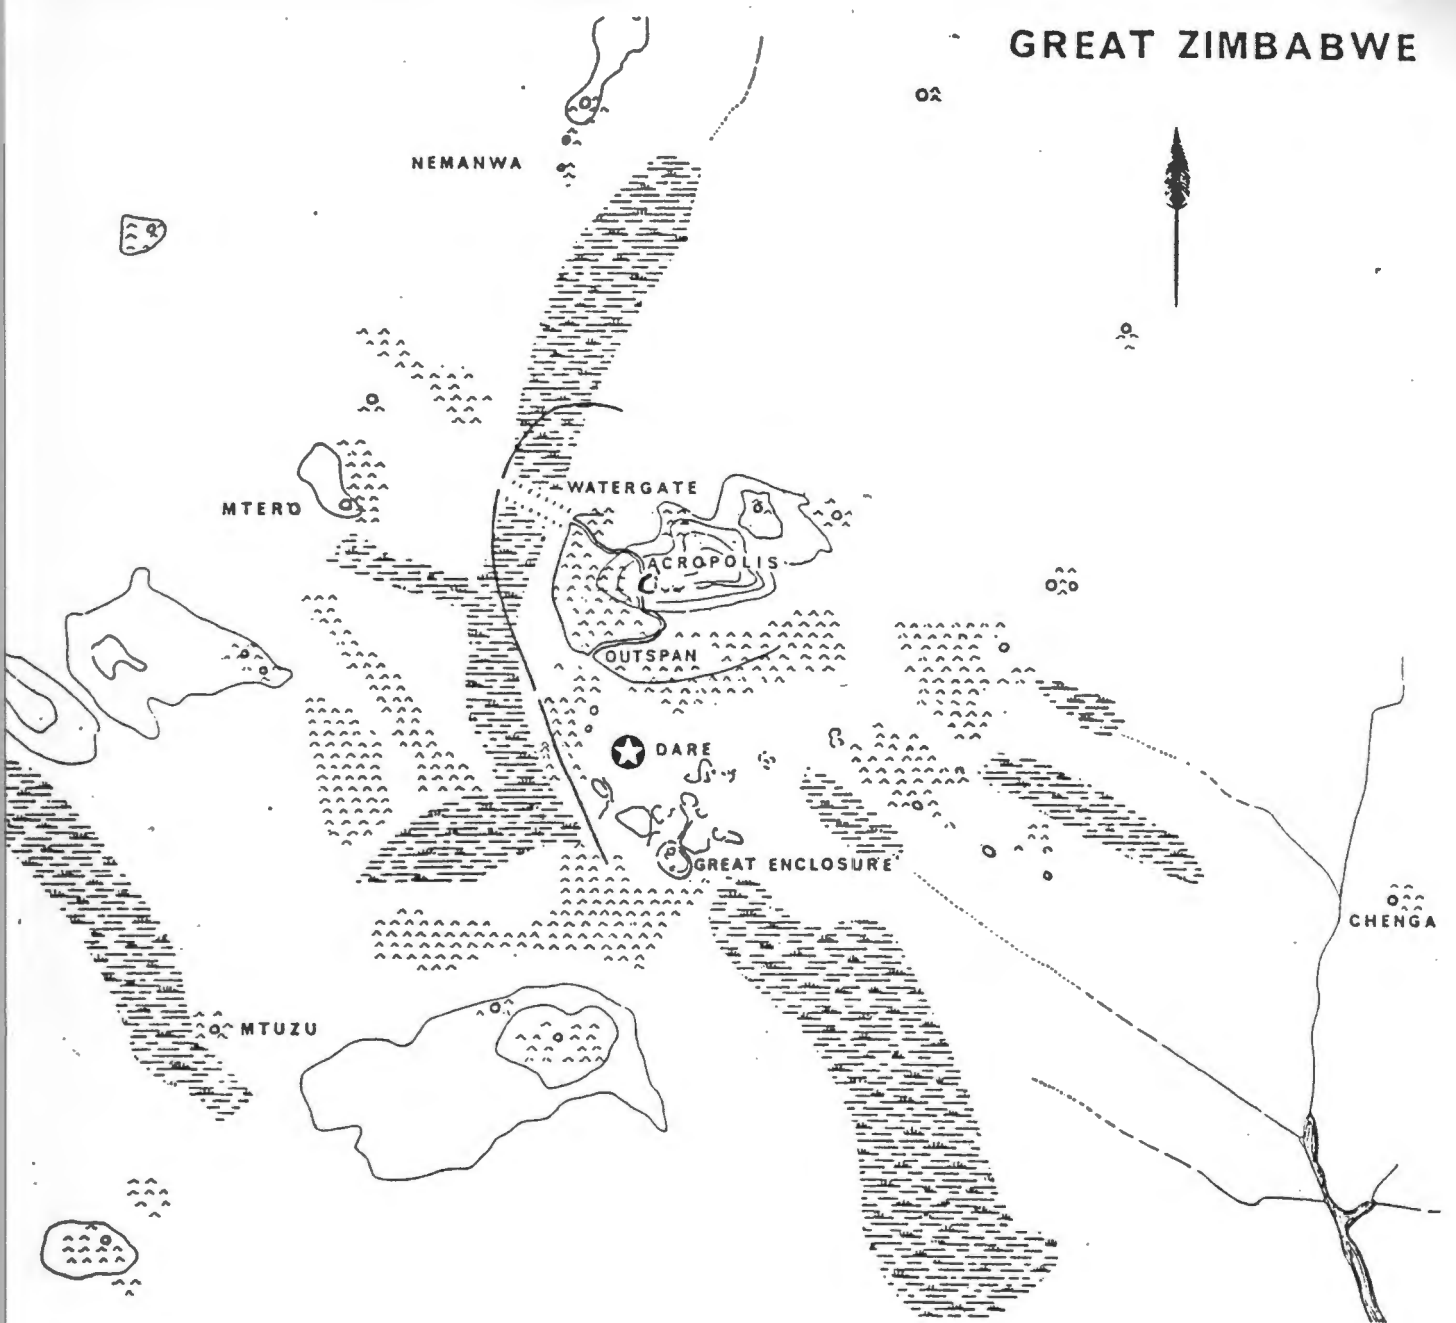 GREAT ZIMBABWE
NEMANWA
WATERGATE
MTERO
ACROPOLIS
OUTSPAN
DARE
GREAT ENCLOSURE
CHENGA
MTUZU